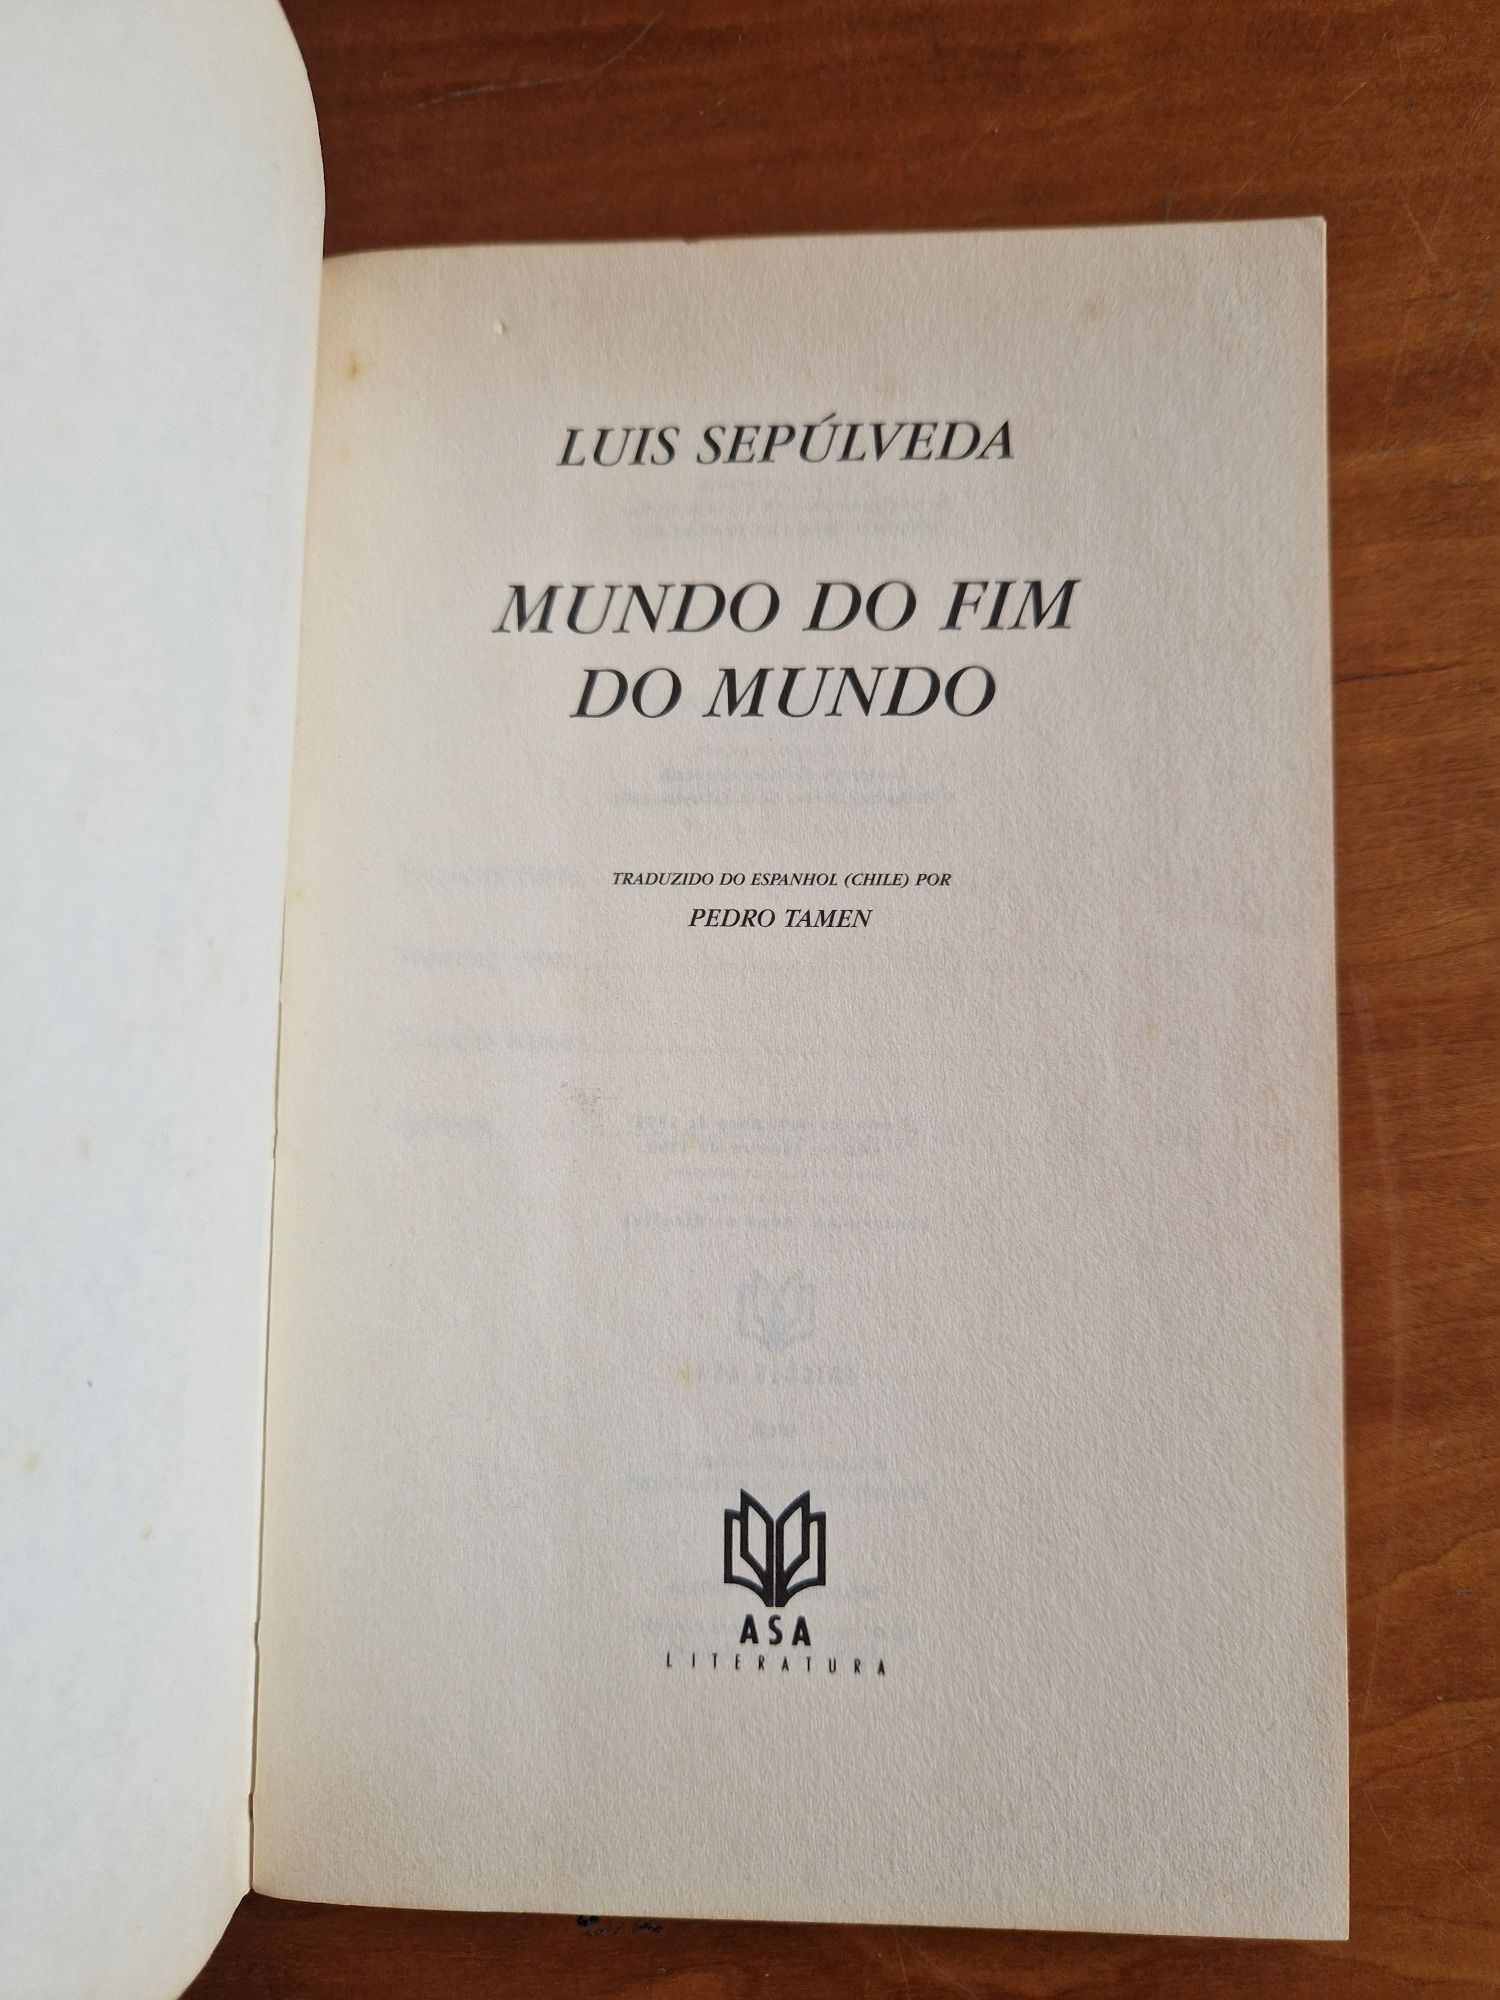 LUIS SEPÚLVEDA
MUNDO DO FIM
DO MUNDO
TRADUZIDO DO ESPANHOL (CHILE) POR
PEDRO TAMEN
ASA
LITERATURA